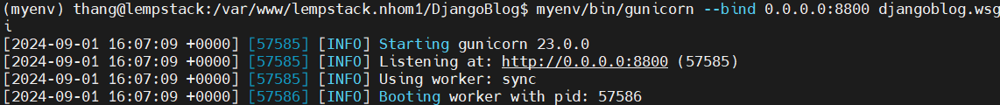 (myenv) thang@lempstack:/var/www/lempstack.nhom1/DjangoBlog$ myenv/bin/gunicorn --bind 0.0.0.0:8800 djangoblog.wsg
i
[2024-09-01 16:07:09 +0000] [57585] [INFO] Starting gunicorn 23.0.0
[2024-09-01 16:07:09 +0000] [57585] [INFO] Listening at: http://0.0.0.0:8800 (57585)
[2024-09-01 16:07:09 +0000] [57585] [INFO] Using worker: sync
[2024-09-01 16:07:09 +0000] [57586] [INFO] Booting worker with pid: 57586